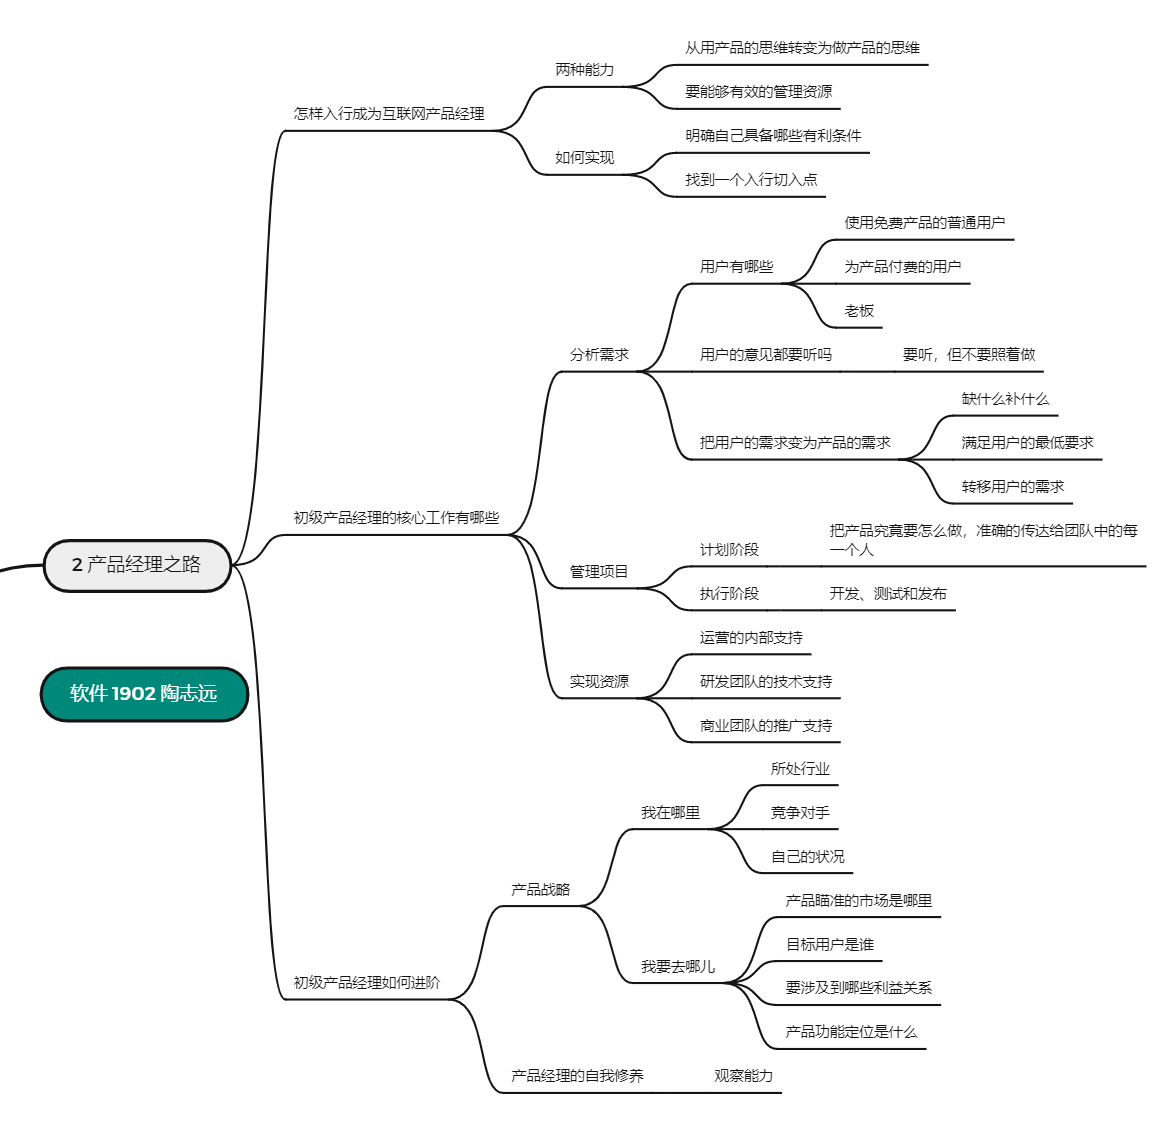 从用产品的思维转变为做产品的思维
两种能力
要能够有效的管理资源
怎样入行成为互联网产品经理
明确自己具备哪些有利条件
如何实现
找到一个入行切入点
使用免费产品的普通用户
用户有哪些
为产品付费的用户
老板
分析需求
用户的意见都要听吗
要听，但不要照着做
缺什么补什么
把用户的需求变为产品的需求
满足用户的最低要求
转移用户的需求
初级产品经理的核心工作有哪些
把产品究竟要怎么做，准确的传达给团队中的每
一个人
计划阶段
2 产品经理之路
管理项目
执行阶段
开发、测试和发布
运营的内部支持
实现资源
研发团队的技术支持
软件 1902 陶志远
商业团队的推广支持
所处行业
我在哪里
竞争对手
自己的状况
产品战略
产品瞄准的市场是哪里
目标用户是谁
我要去哪儿
要涉及到哪些利益关系
初级产品经理如何进阶
产品功能定位是什么
产品经理的自我修养
观察能力